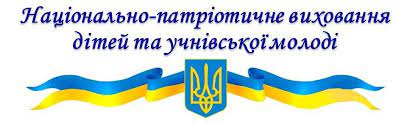 Національно-патріотичне виховання
дітей та учнівської молоді